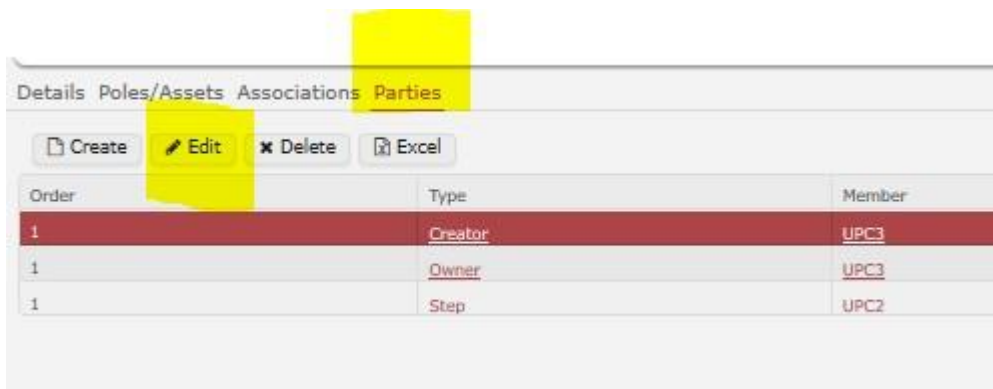 Details Poles/Assets Associations Parties
Create Edit Delete Excel
Order Type Member
1 Creator UPC3
1 Owner UPC3
1 Step UPC2